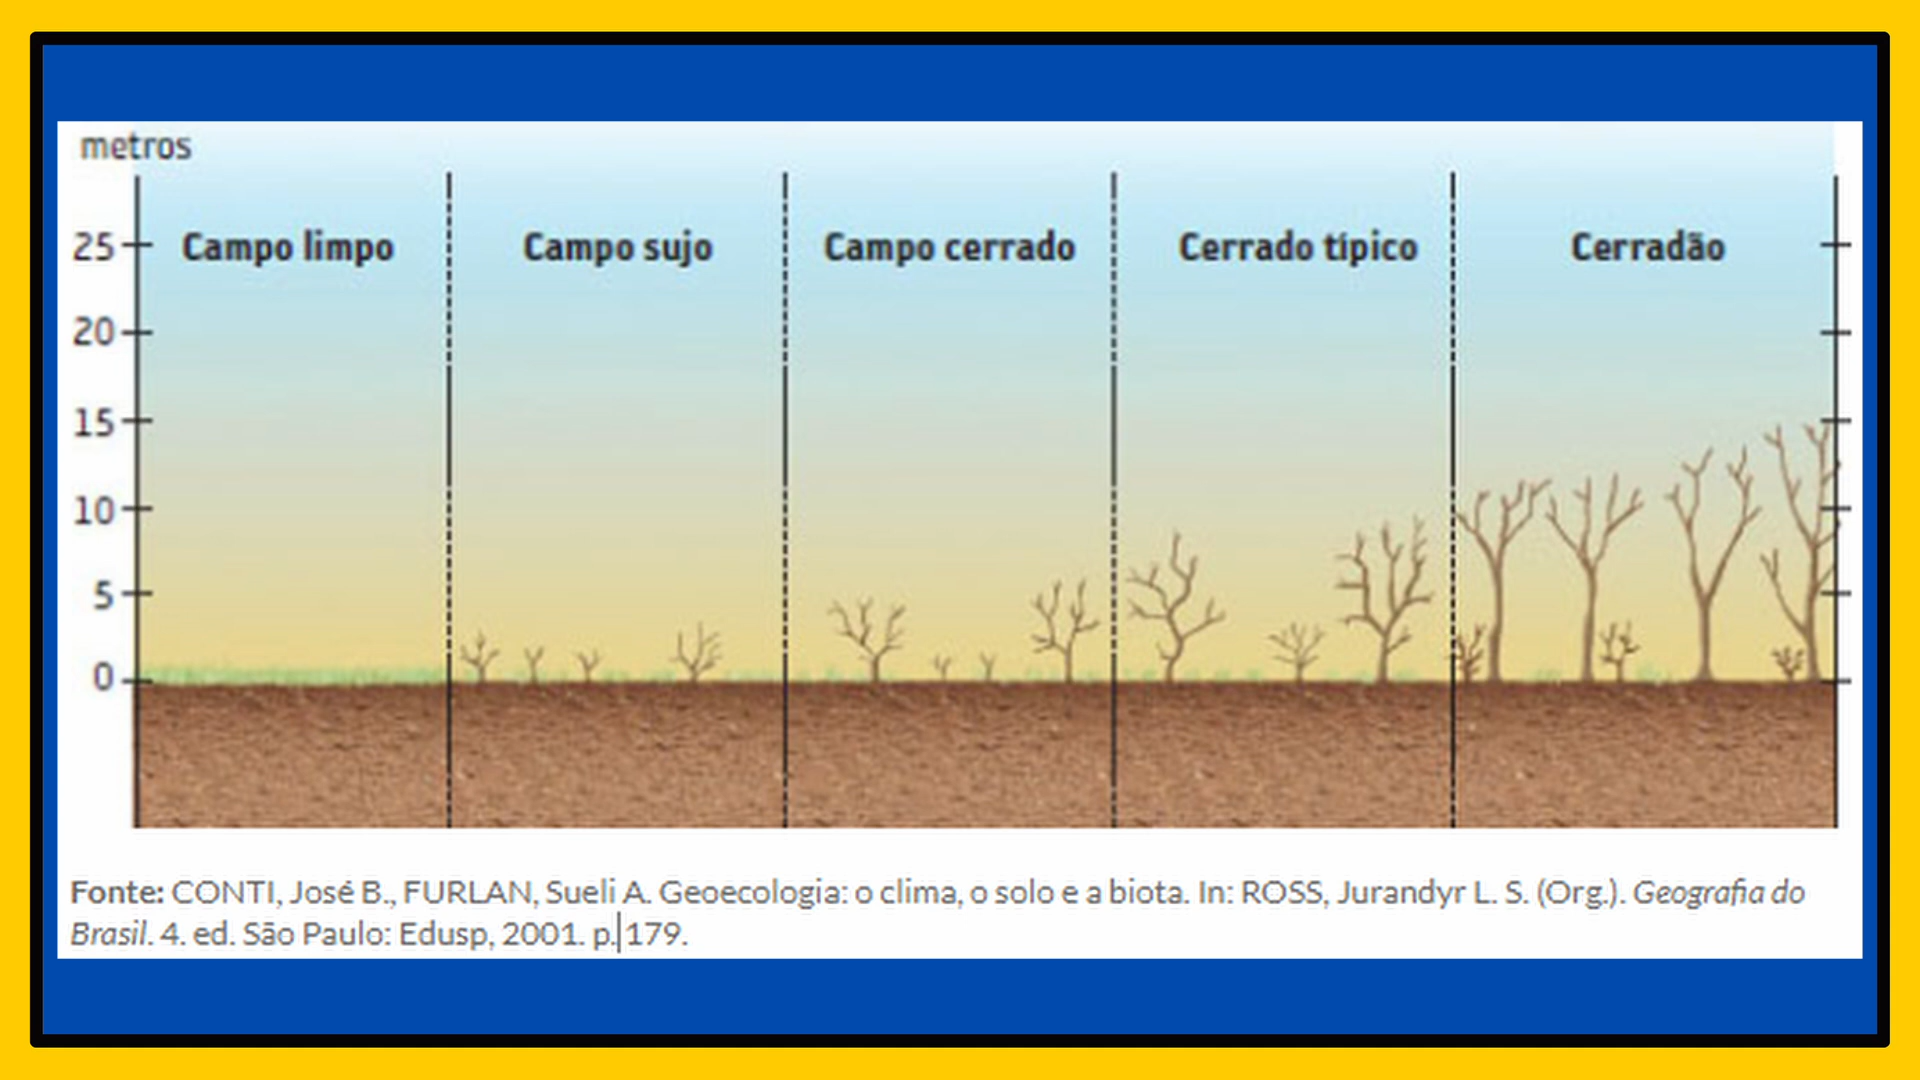 metros
25
20
15
10
5
0
Campo limpo
Campo sujo
Campo cerrado
Cerrado típico
Cerradão
Fonte: CONTI, José B., FURLAN, Sueli A. Geoecologia: o clima, o solo e a biota. In: ROSS, Jurandyr L. S. (Org.). Geografia do
Brasil. 4. ed. São Paulo: Edusp, 2001. p. 179.